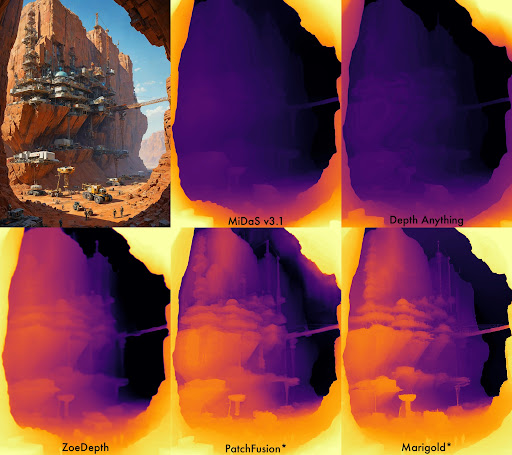 MiDaS v3.1
Depth Anything
ZoeDepth
PatchFusion*
Marigold*